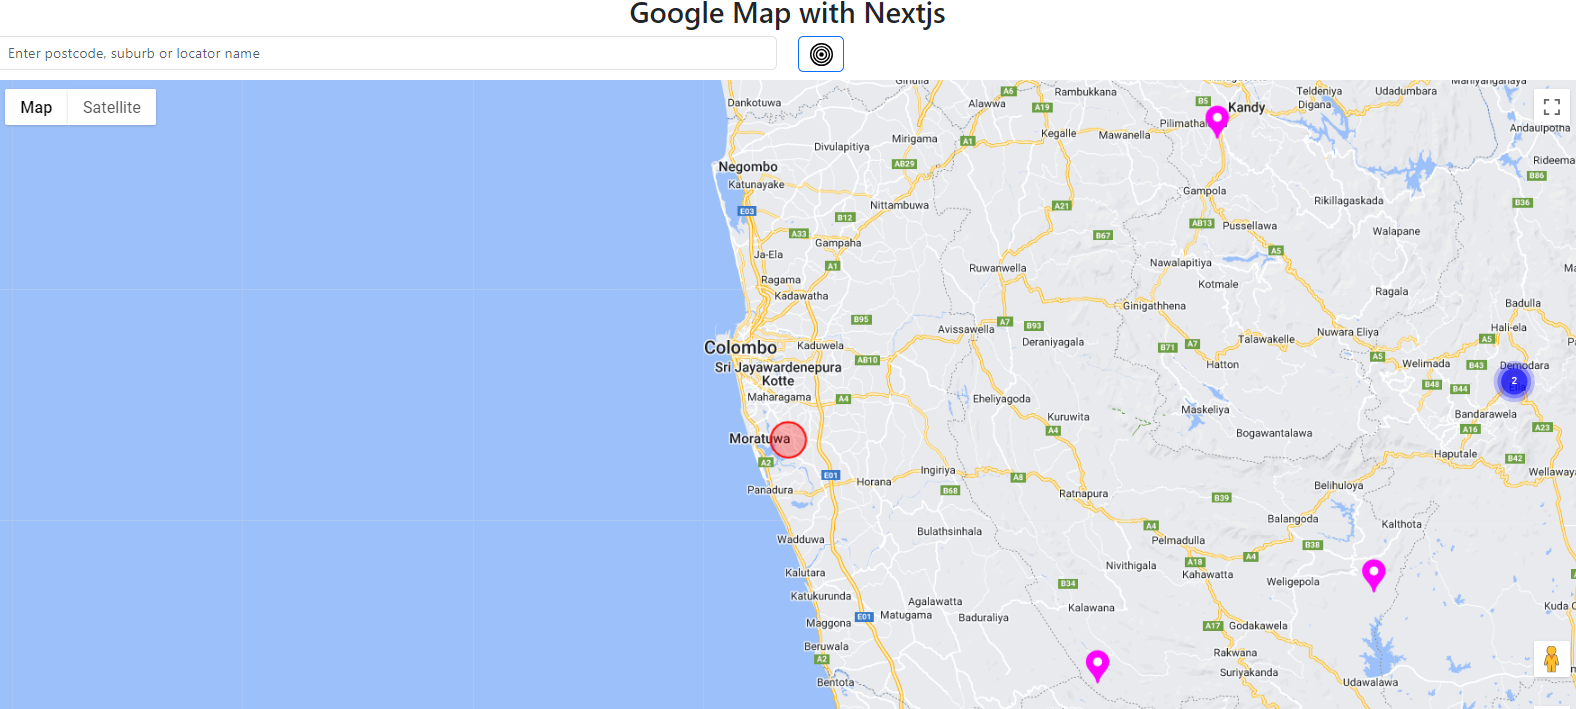 Google Map with Nextjs
Enter postcode, suburb or locator name
Map Satellite
Dankotuwa
Alawwa
A6
Rambukkana
A19
B5
Kandy
Teldeniya
Digana
Udadumbara
Pilimathal
Kegalle
Mawanella
Mirigama
A1
Divulapitiya
AB29
Negombo
Katunayake
Rideema
B86
Gampola
Rikillagaskada
B36
Nittambuwa
A21
E03
B12
AB13
Pussellawa
A33
Gampaha
B67
Walapane
Ja-Ela
A1
A5
Ruwanwella
Nawalapitiya
Ragama
Kadawatha
Kotmale
Ragala
Ginigathhena
Badulla
B95
A7
B93
Avissawella
Hali-ela
Nuwara Eliya
Colombo
Kaduwela
Deraniyagala
B71
A7
Talawakelle
A5
AB10
A5
Hatton
Welimada
B43
Demodara
Sri Jayawardenepura
Kotte
2
Ella
B48
B44
Maharagama
A4
Eheliyagoda
Maskeliya
Kuruwita
Bandarawela
A4
Bogawantalawa
A16
A23
Moratuwa
Haputale
B42
A2
E01
Ingiriya
A8
Wellaway
Horana
B68
Belihuloya
Panadura
Ratnapura
B39
Balangoda
Kalthota
A4
Bulathsinhala
Wadduwa
Pelmadulla
B38
A4
A18
Nivithigala
Kahawatta
Weligepola
Kalutara
B34
Katukurunda
Agalawatta
Kalawana
Kuda O
E01
Matugama
Baduraliya
Maggona
A17
Godakawela
Beruwala
Rakwana
A2
Suriyakanda
Bentota
Udawalawa